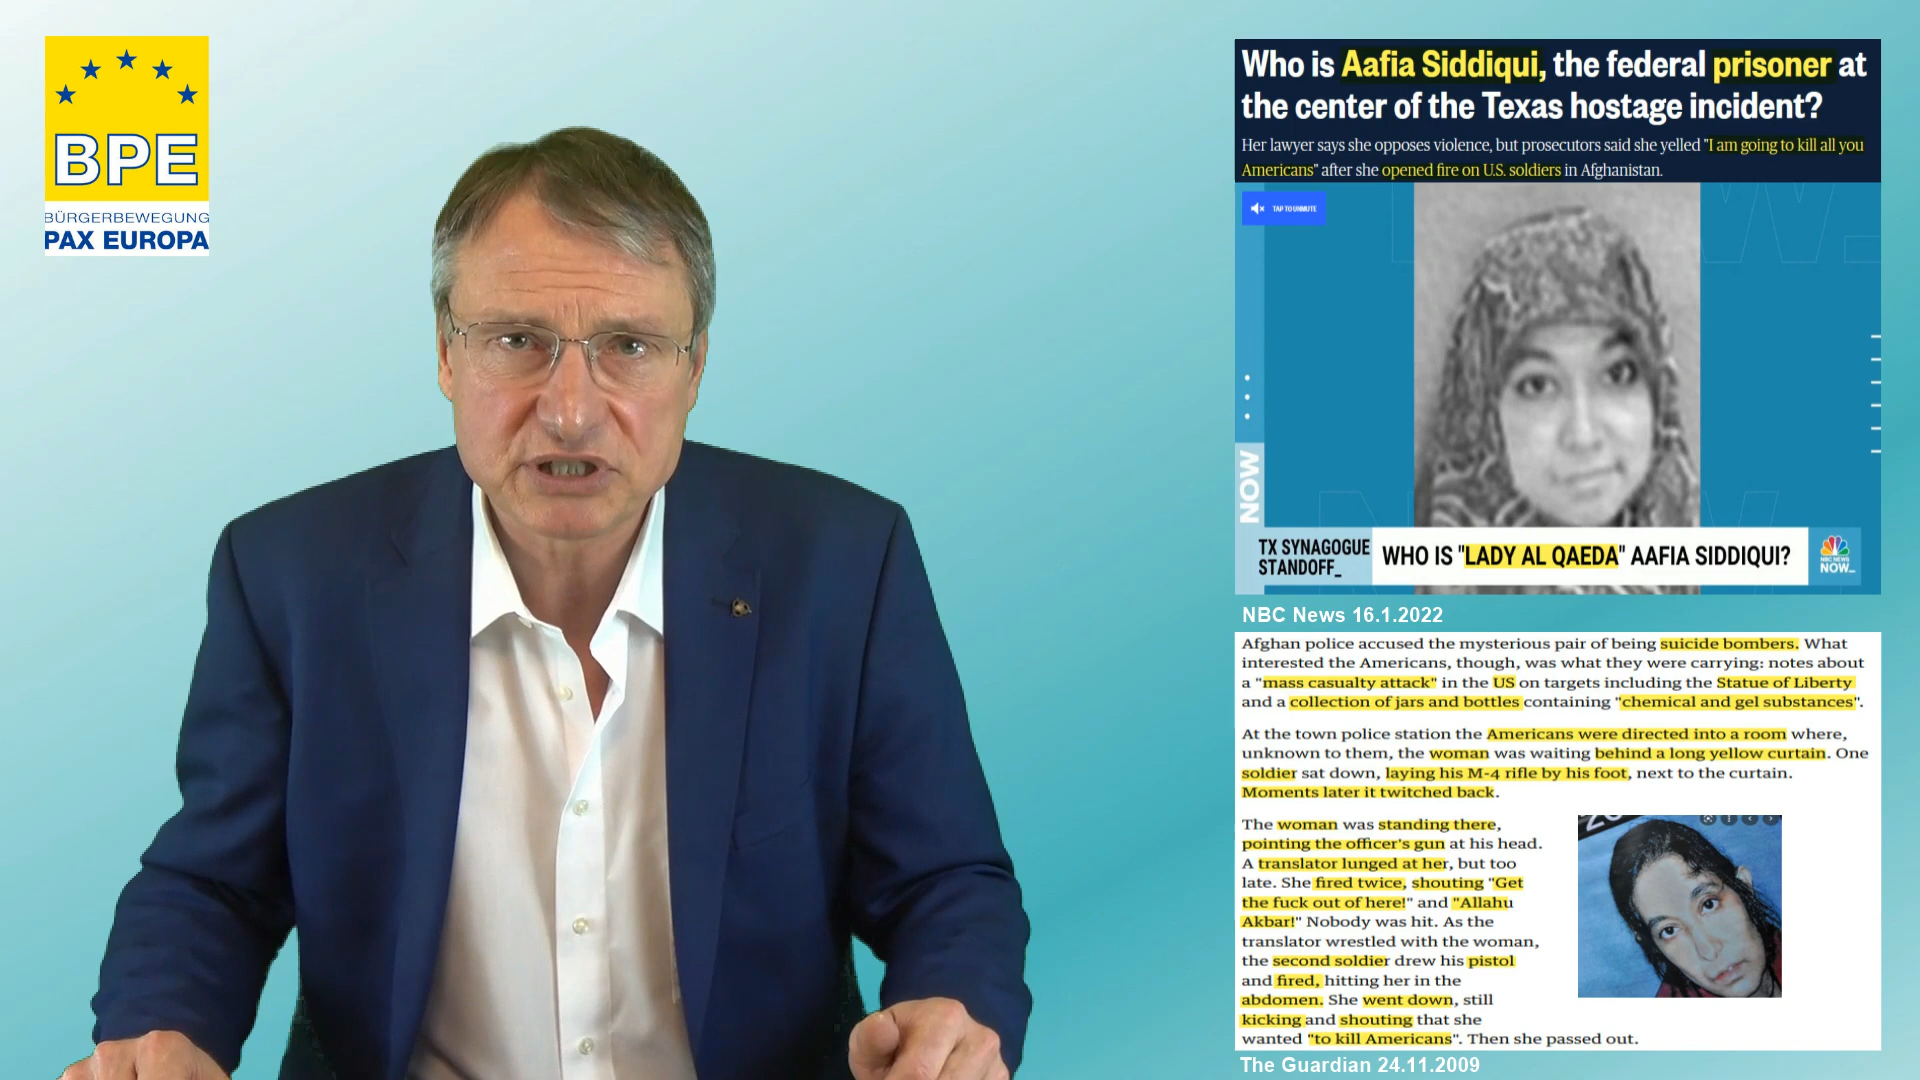 BPE
BÜRGERBEWEGUNG
PAX EUROPA
Who is Aafia Siddiqui, the federal prisoner at
the center of the Texas hostage incident?
Her lawyer says she opposes violence, but prosecutors said she yelled "I am going to kill all you
Americans" after she opened fire on U.S. soldiers in Afghanistan.
TAP TO UNMUTE
NOW
TX SYNAGOGUE
STANDOFF_
WHO IS "LADY AL QAEDA" AAFIA SIDDIQUI?
NBC NEWS
NOW_
NBC News 16.1.2022
Afghan police accused the mysterious pair of being suicide bombers. What
interested the Americans, though, was what they were carrying: notes about
a "mass casualty attack" in the US on targets including the Statue of Liberty
and a collection of jars and bottles containing "chemical and gel substances".
At the town police station the Americans were directed into a room where,
unknown to them, the woman was waiting behind a long yellow curtain. One
soldier sat down, laying his M-4 rifle by his foot, next to the curtain.
Moments later it twitched back.
The woman was standing there,
pointing the officer's gun at his head.
A translator lunged at her, but too
late. She fired twice, shouting "Get
the fuck out of here!" and "Allahu
Akbar!" Nobody was hit. As the
translator wrestled with the woman,
the second soldier drew his pistol
and fired, hitting her in the
abdomen. She went down, still
kicking and shouting that she
wanted "to kill Americans". Then she passed out.
The Guardian 24.11.2009